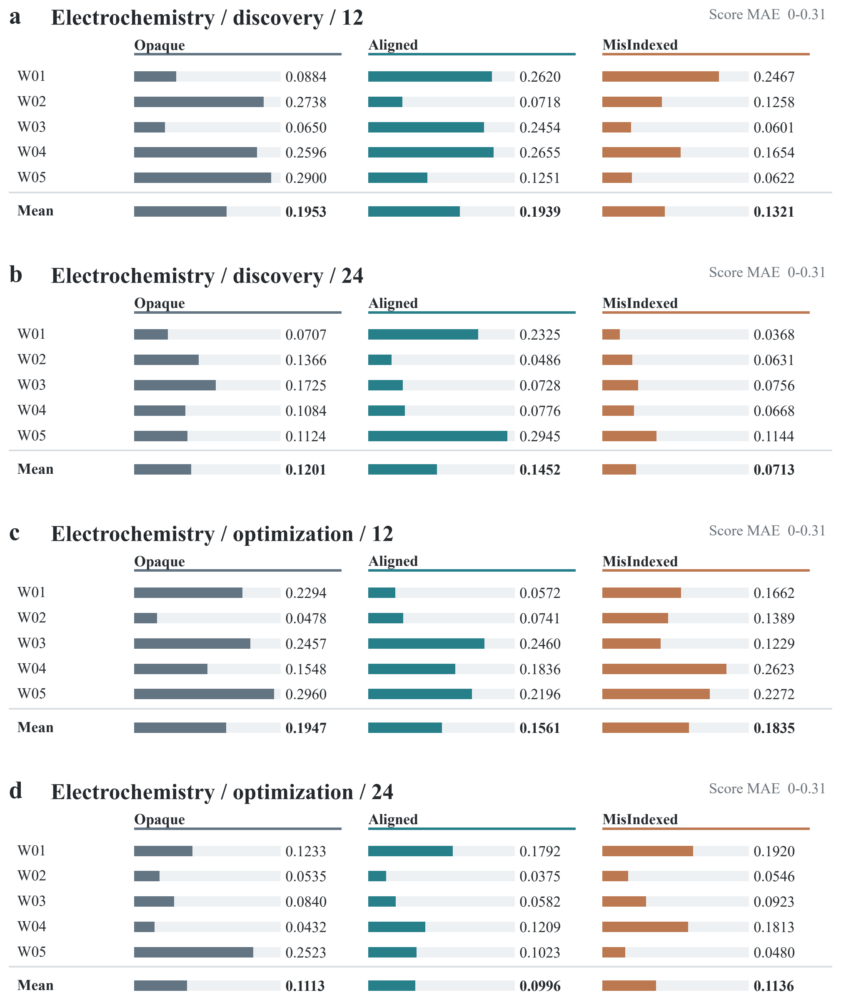 a Electrochemistry / discovery / 12 Score MAE 0-0.31
Opaque Aligned MisIndexed
W01 0.0884 0.2620 0.2467
W02 0.2738 0.0718 0.1258
W03 0.0650 0.2454 0.0601
W04 0.2596 0.2655 0.1654
W05 0.2900 0.1251 0.0622
Mean 0.1953 0.1939 0.1321
b Electrochemistry / discovery / 24 Score MAE 0-0.31
Opaque Aligned MisIndexed
W01 0.0707 0.2325 0.0368
W02 0.1366 0.0486 0.0631
W03 0.1725 0.0728 0.0756
W04 0.1084 0.0776 0.0668
W05 0.1124 0.2945 0.1144
Mean 0.1201 0.1452 0.0713
c Electrochemistry / optimization / 12 Score MAE 0-0.31
Opaque Aligned MisIndexed
W01 0.2294 0.0572 0.1662
W02 0.0478 0.0741 0.1389
W03 0.2457 0.2460 0.1229
W04 0.1548 0.1836 0.2623
W05 0.2960 0.2196 0.2272
Mean 0.1947 0.1561 0.1835
d Electrochemistry / optimization / 24 Score MAE 0-0.31
Opaque Aligned MisIndexed
W01 0.1233 0.1792 0.1920
W02 0.0535 0.0375 0.0546
W03 0.0840 0.0582 0.0923
W04 0.0432 0.1209 0.1813
W05 0.2523 0.1023 0.0480
Mean 0.1113 0.0996 0.1136